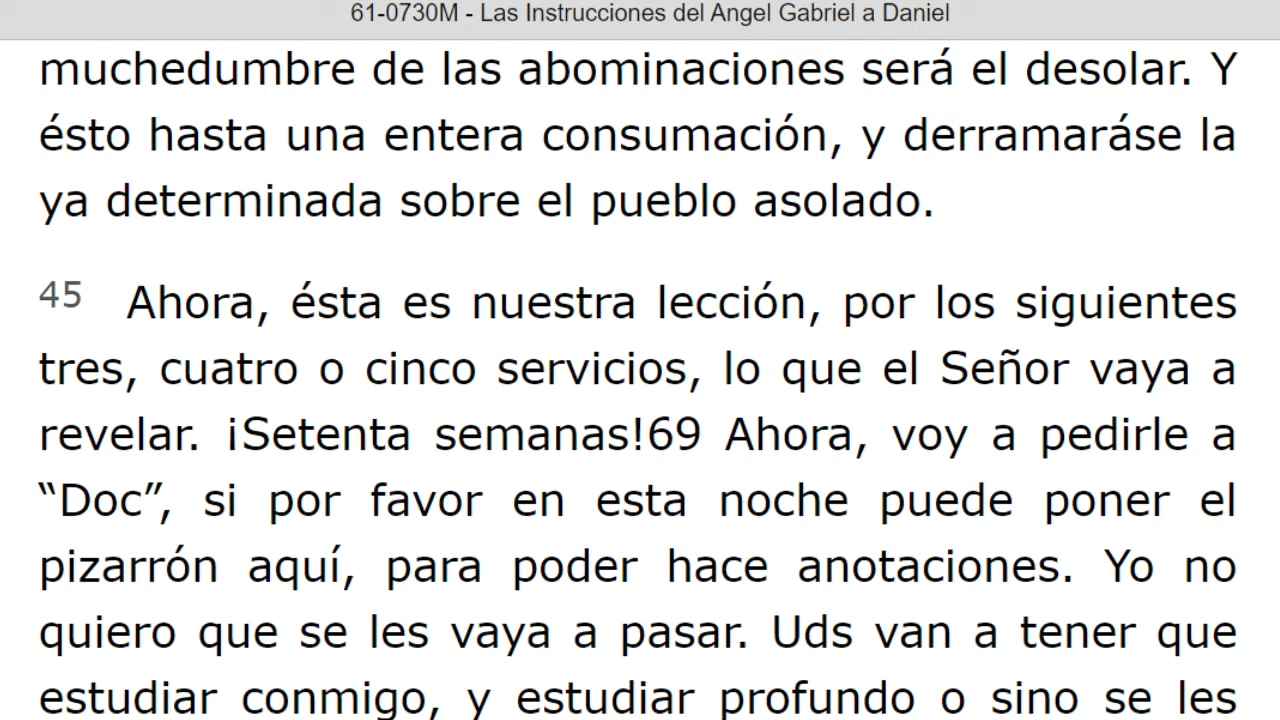 61-0730M - Las Instrucciones del Angel Gabriel a Daniel
muchedumbre de las abominaciones será el desolar. Y
ésto hasta una entera consumación, y derramaráse la
ya determinada sobre el pueblo asolado.
45 Ahora, ésta es nuestra lección, por los siguientes
tres, cuatro o cinco servicios, lo que el Señor vaya a
revelar. ¡Setenta semanas!69 Ahora, voy a pedirle a
“Doc”, si por favor en esta noche puede poner el
pizarrón aquí, para poder hace anotaciones. Yo no
quiero que se les vaya a pasar. Uds van a tener que
estudiar conmigo, y estudiar profundo o sino se les